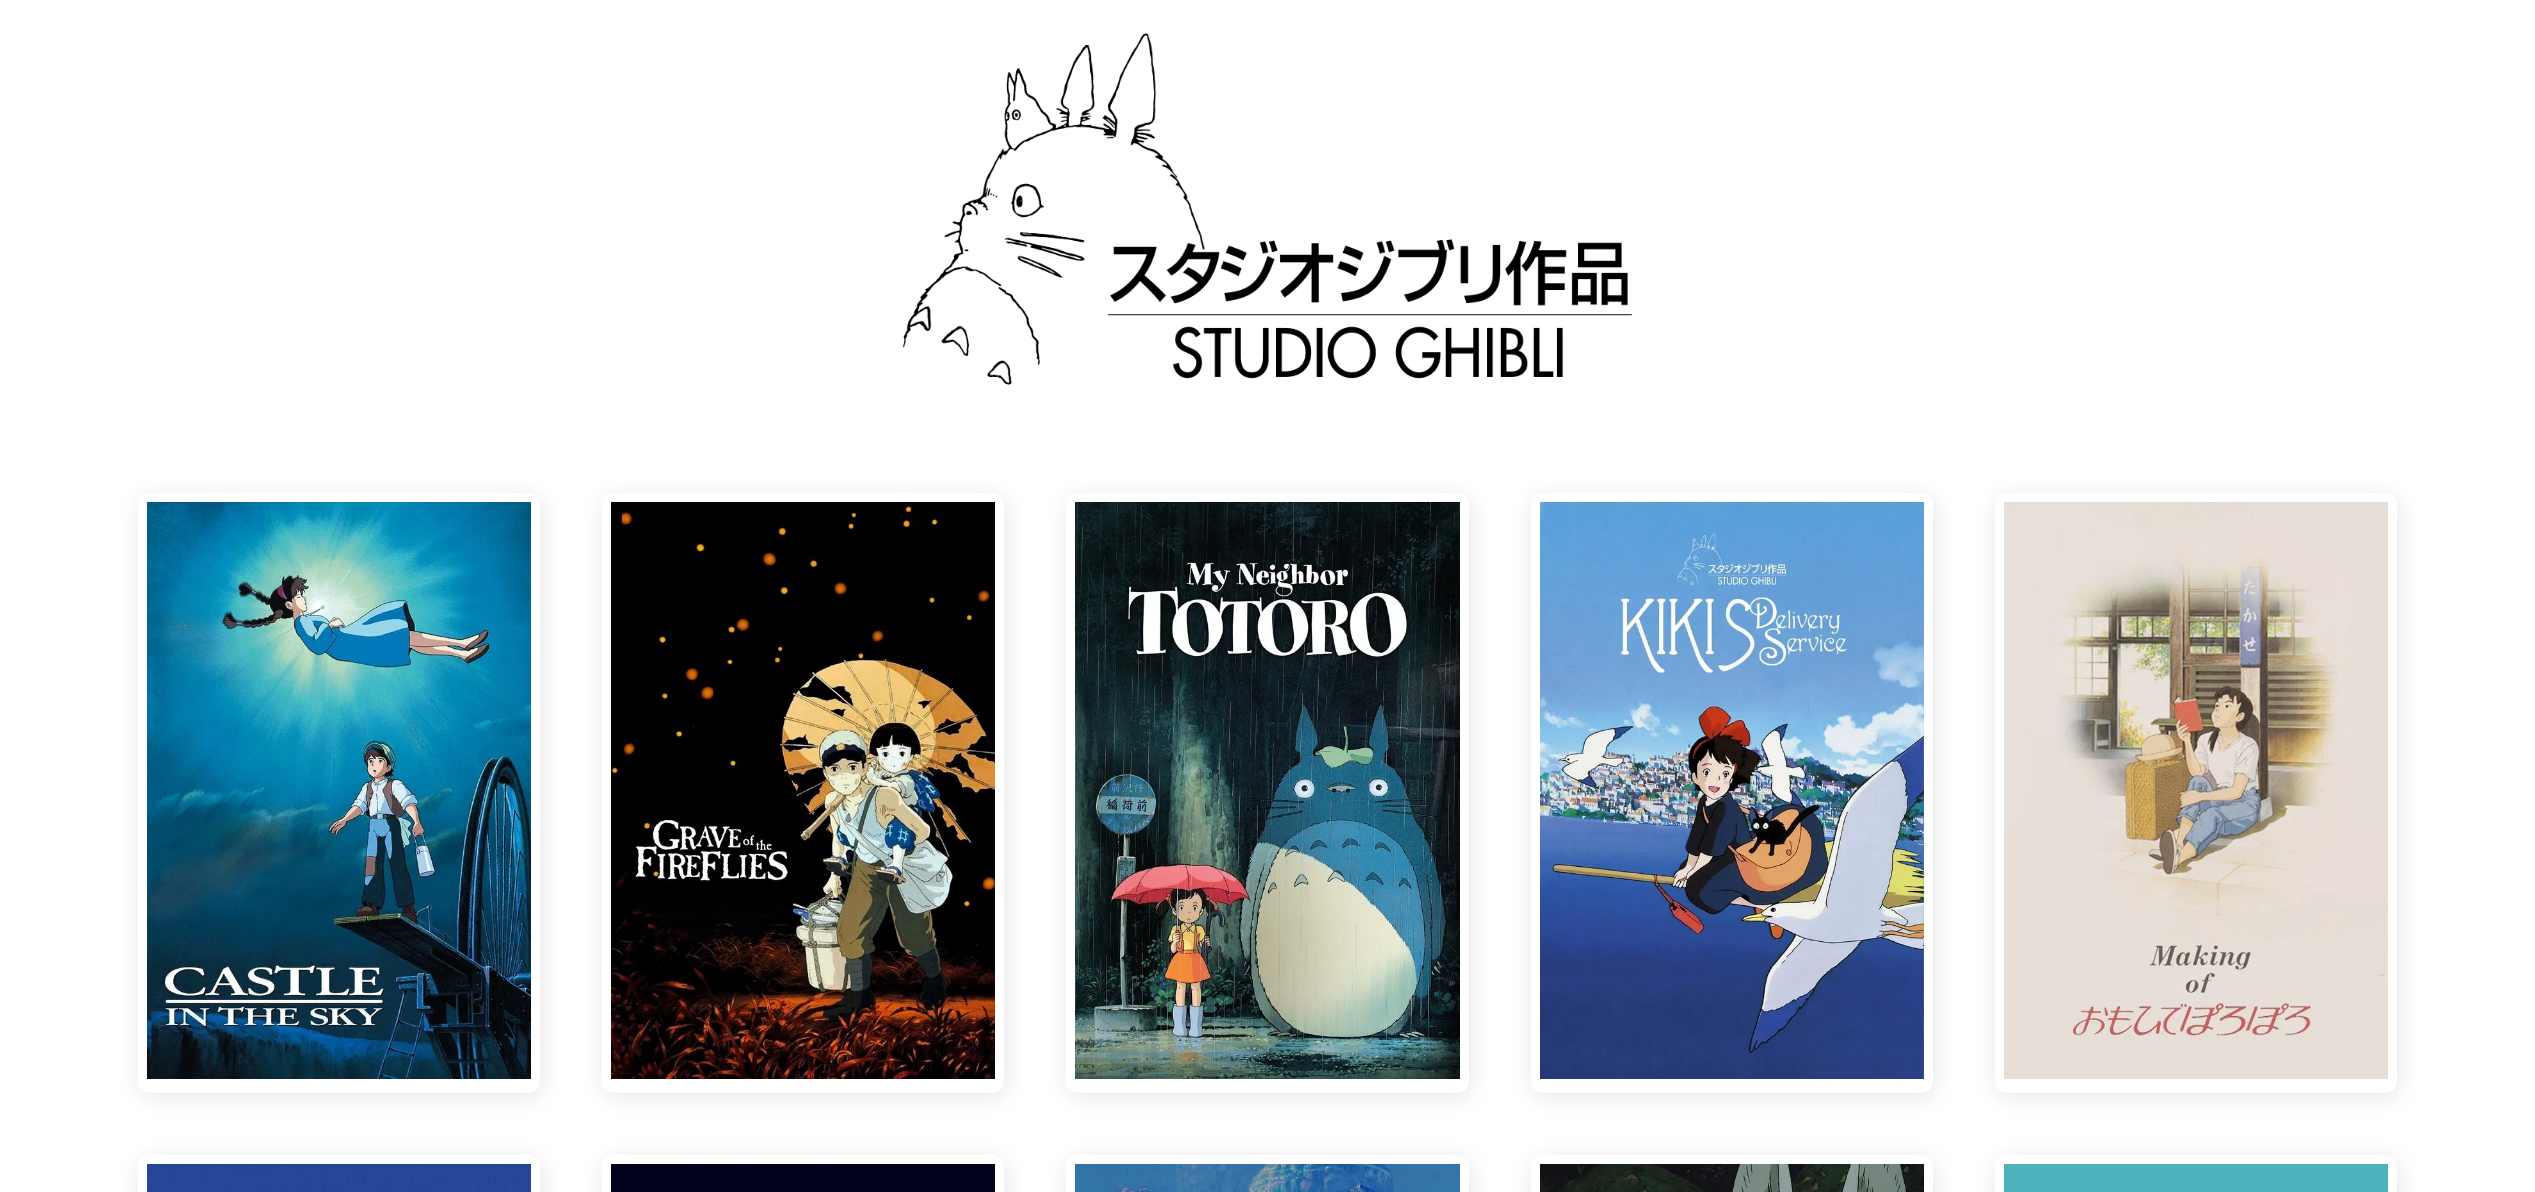 スタジオジブリ作品
STUDIO GHIBLI
CASTLE
IN THE SKY
GRAVE of the
FIREFLIES
My Neighbor
TOTORO
稲荷前
スタジオジブリ作品
STUDIO GHIBLI
KIKIS Delivery
Service
たかせ
Making
of
おもひでぽろぽろ